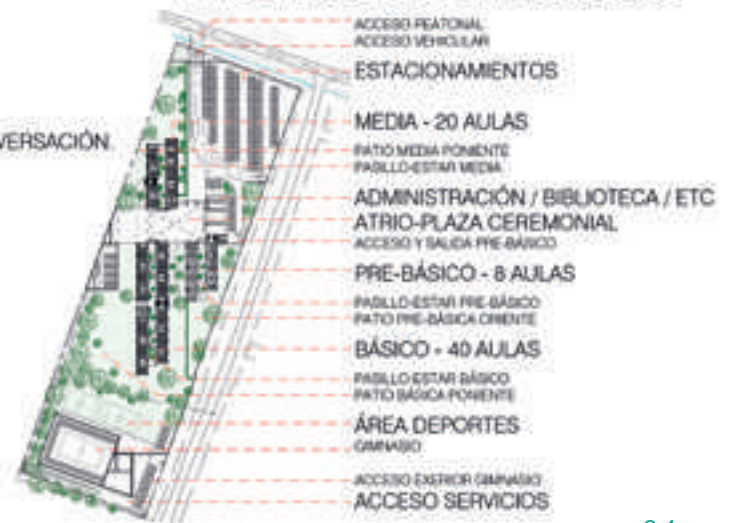 ACCESO PEATONAL
ACCESO VEHICULAR
ESTACIONAMIENTOS
MEDIA - 20 AULAS
VERSACIÓN
PATIO MEDIA PONIENTE
PASILLO-ESTAR MEDIA
ADMINISTRACIÓN / BIBLIOTECA / ETC
ATRIO-PLAZA CEREMONIAL
ACCESO Y SALIDA PRE-BÁSICO
PRE-BÁSICO - 8 AULAS
PASILLO-ESTAR PRE-BÁSICO
PATIO PRE-BÁSICA ORIENTE
BÁSICO - 40 AULAS
PASILLO-ESTAR BÁSICO
PATIO BÁSICA PONIENTE
ÁREA DEPORTES
GIMNASIO
ACCESO EXERIOR GIMNASIO
ACCESO SERVICIOS